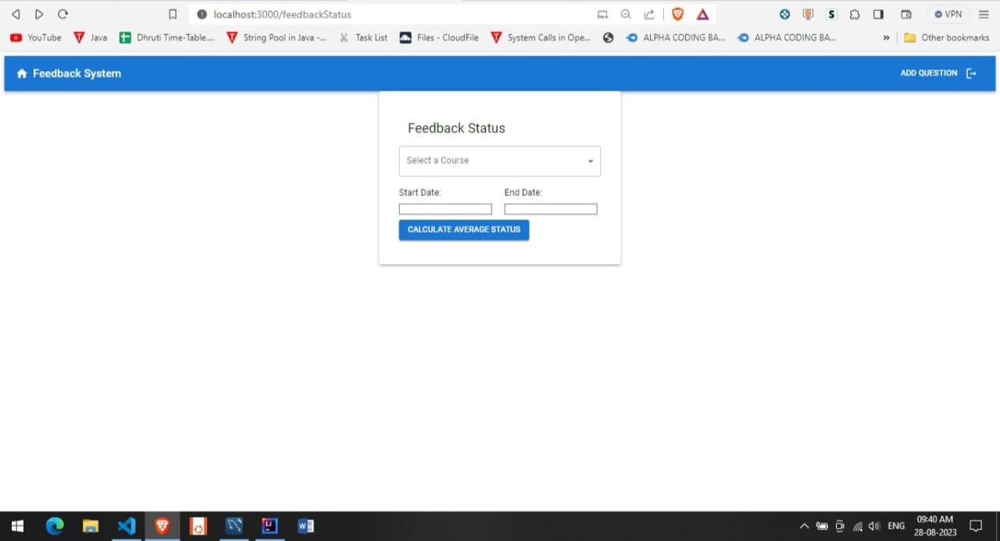 localhost:3000/feedbackStatus
S
VPN
YouTube Java Dhruti Time-Table.... String Pool in Java -... Task List Files - CloudFile System Calls in Ope... ALPHA CODING BA... ALPHA CODING BA... » Other bookmarks
Feedback System ADD QUESTION
Feedback Status
Select a Course
Start Date: End Date:
CALCULATE AVERAGE STATUS
ENG
09:40 AM
28-08-2023